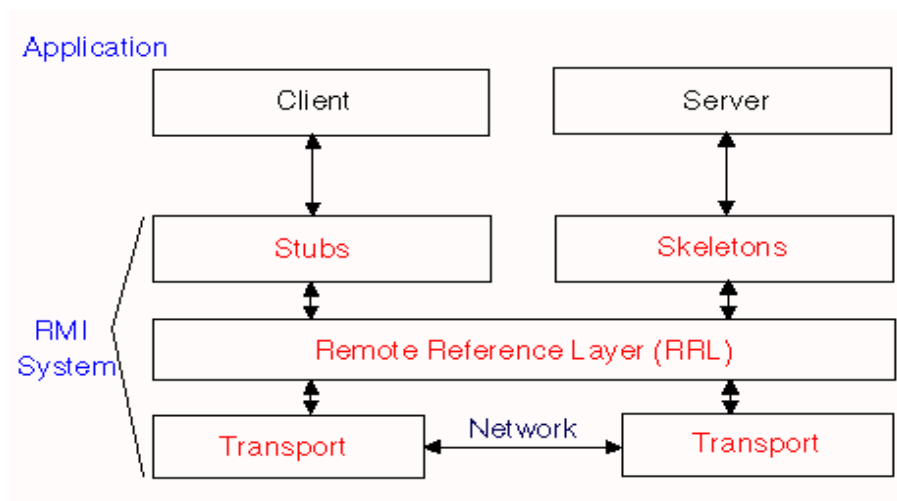 Application
Client
Server
Stubs
Skeletons
RMI
System
Remote Reference Layer (RRL)
Transport
Network
Transport